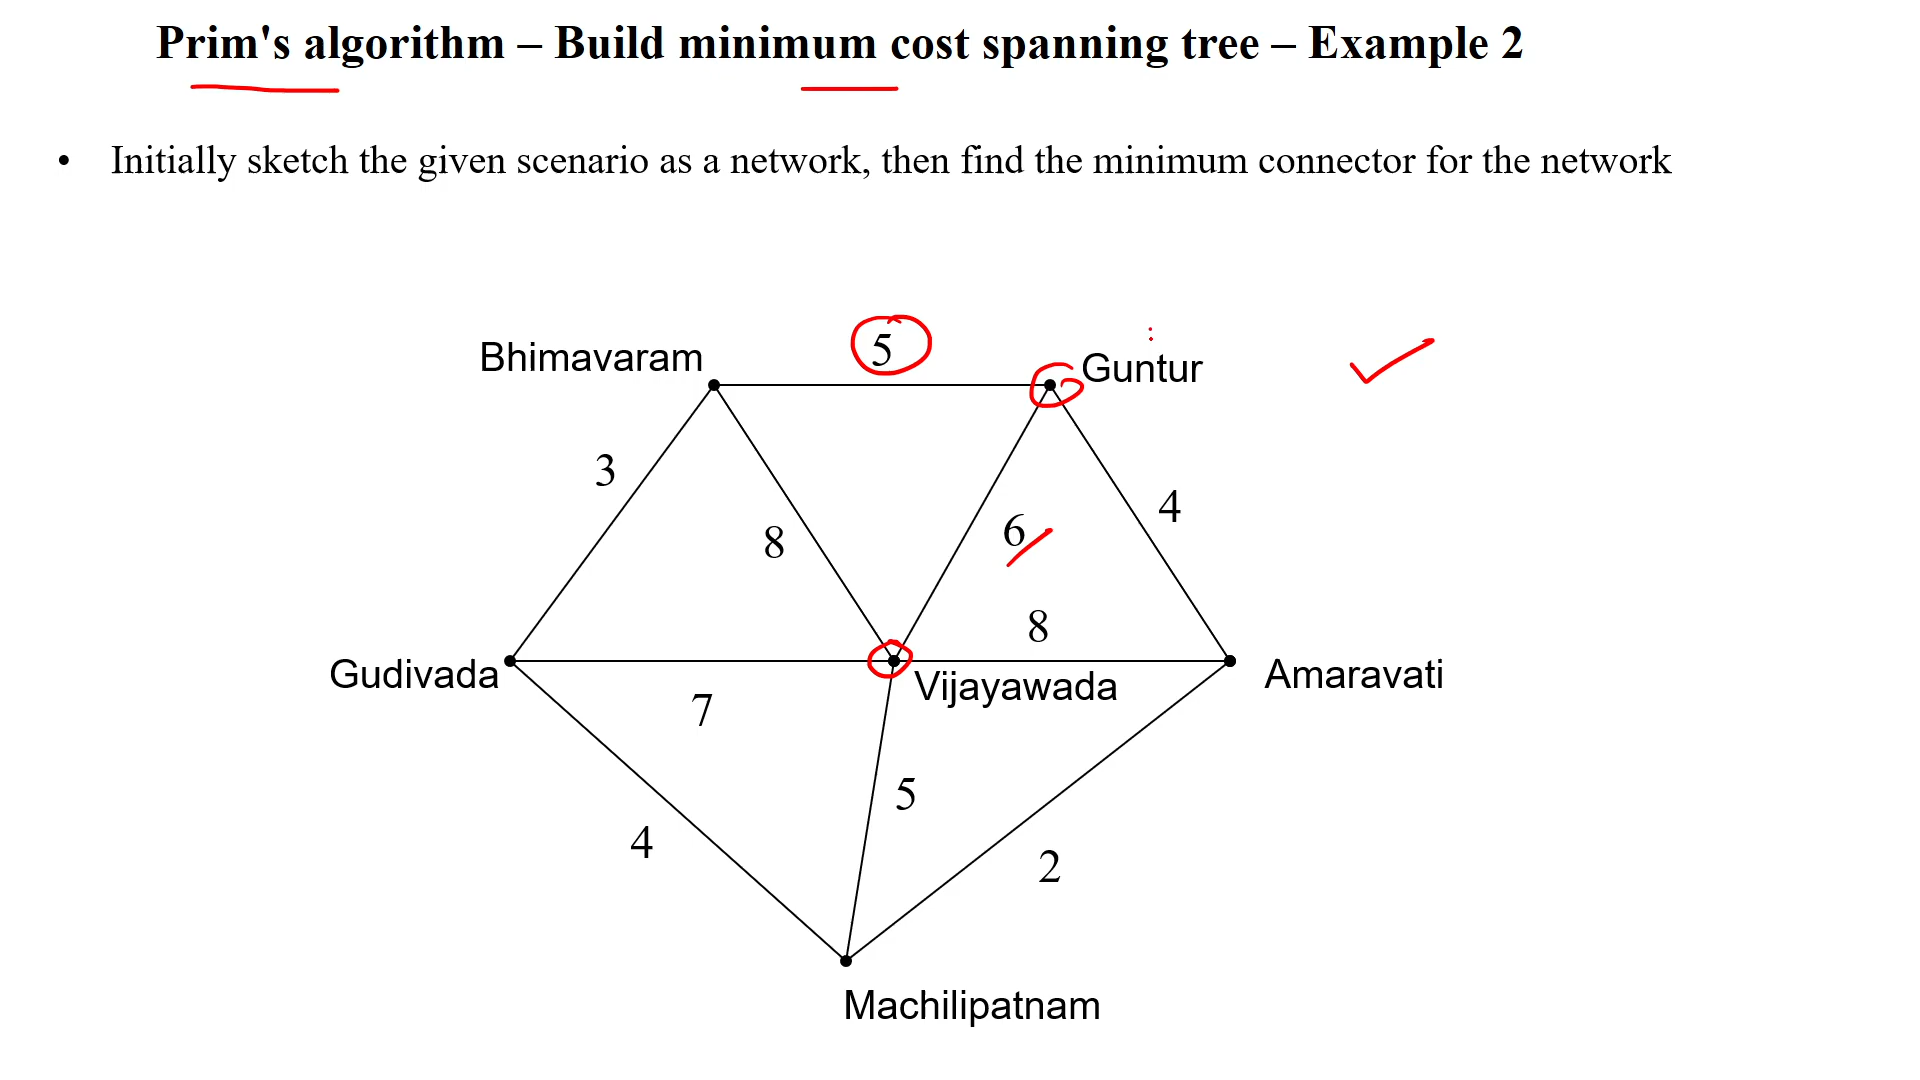 Prim's algorithm – Build minimum cost spanning tree – Example 2
• Initially sketch the given scenario as a network, then find the minimum connector for the network
5
Bhimavaram
Guntur
3
4
6
8
8
Gudivada
Vijayawada
Amaravati
7
5
4
2
Machilipatnam